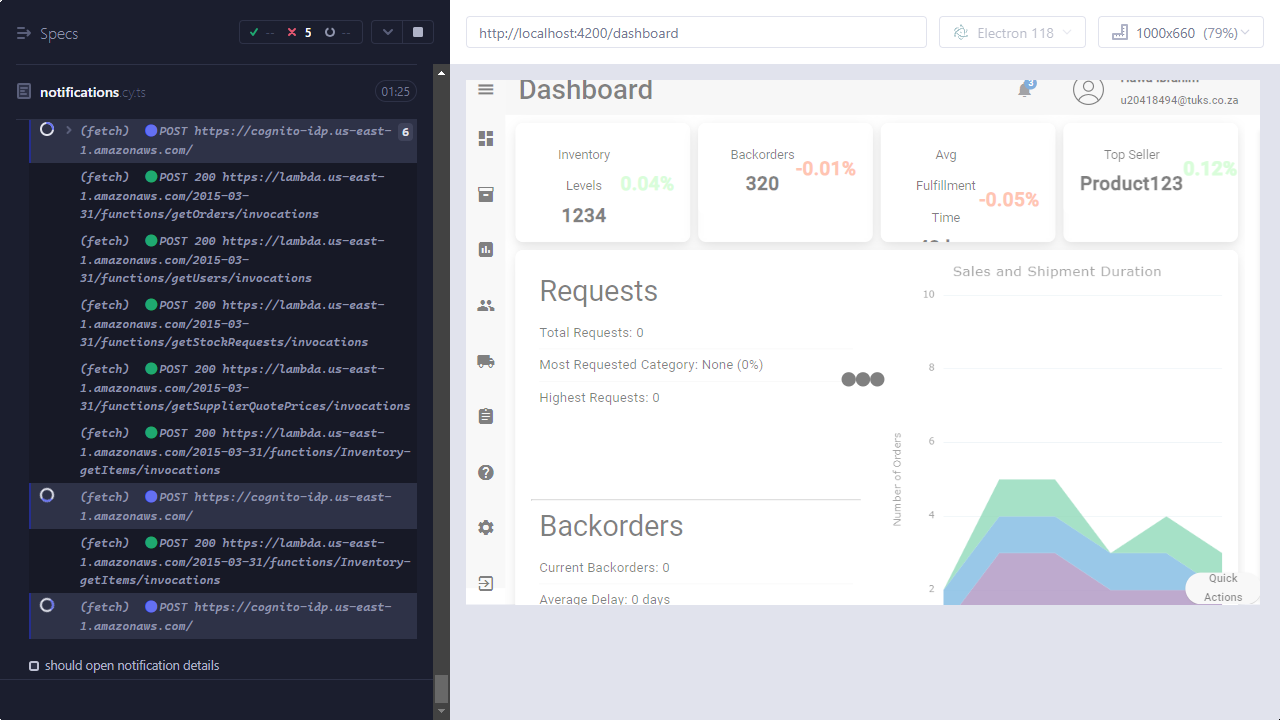 Specs
-- 5 --
notifications.cy.ts
01:25
(fetch) POST https://cognito-idp.us-east-
1.amazonaws.com/
6
(fetch) POST 200 https://lambda.us-east-
1.amazonaws.com/2015-03-
31/functions/getOrders/invocations
(fetch) POST 200 https://lambda.us-east-
1.amazonaws.com/2015-03-
31/functions/getUsers/invocations
(fetch) POST 200 https://lambda.us-east-
1.amazonaws.com/2015-03-
31/functions/getStockRequests/invocations
(fetch) POST 200 https://lambda.us-east-
1.amazonaws.com/2015-03-
31/functions/getSupplierQuotePrices/invocations
(fetch) POST 200 https://lambda.us-east-
1.amazonaws.com/2015-03-31/functions/Inventory-
getItems/invocations
(fetch) POST https://cognito-idp.us-east-
1.amazonaws.com/
(fetch) POST 200 https://lambda.us-east-
1.amazonaws.com/2015-03-31/functions/Inventory-
getItems/invocations
(fetch) POST https://cognito-idp.us-east-
1.amazonaws.com/
should open notification details
http://localhost:4200/dashboard
Electron 118
1000x660 (79%)
Dashboard
3
u20418494@tuks.co.za
Inventory
Levels
0.04%
1234
Backorders
-0.01%
320
Avg
Fulfillment
-0.05%
Time
Top Seller
0.12%
Product123
Requests
Total Requests: 0
Most Requested Category: None (0%)
Highest Requests: 0
Backorders
Current Backorders: 0
Average Delay: 0 days
Sales and Shipment Duration
Number of Orders
10
8
6
4
2
Quick
Actions